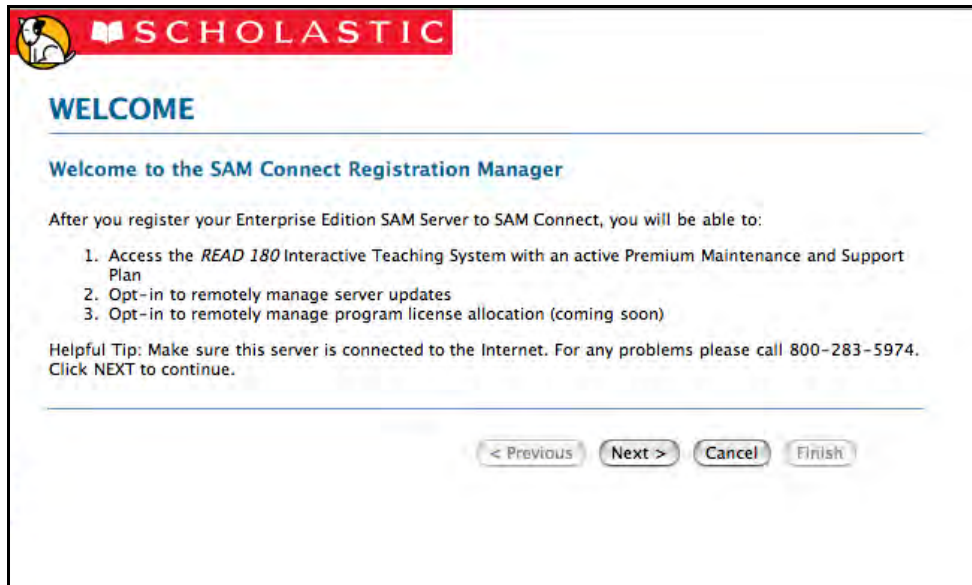 SCHOLASTIC
WELCOME
Welcome to the SAM Connect Registration Manager
After you register your Enterprise Edition SAM Server to SAM Connect, you will be able to:
1. Access the READ 180 Interactive Teaching System with an active Premium Maintenance and Support
Plan
2. Opt-in to remotely manage server updates
3. Opt-in to remotely manage program license allocation (coming soon)
Helpful Tip: Make sure this server is connected to the Internet. For any problems please call 800-283-5974.
Click NEXT to continue.
< Previous Next > Cancel Finish